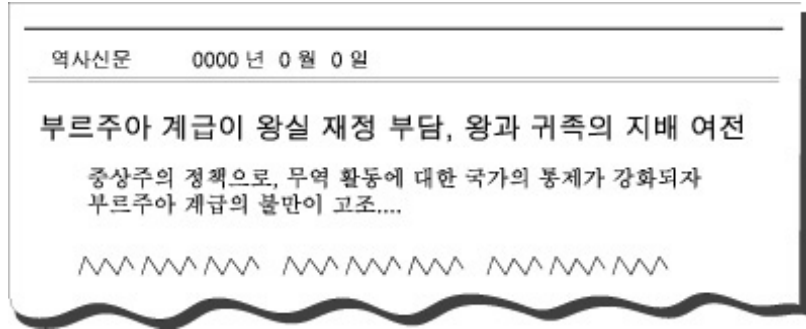 역사신문 0000 년 0 월 0 일
부르주아 계급이 왕실 재정 부담, 왕과 귀족의 지배 여전
중상주의 정책으로, 무역 활동에 대한 국가의 통제가 강화되자
부르주아 계급의 불만이 고조....